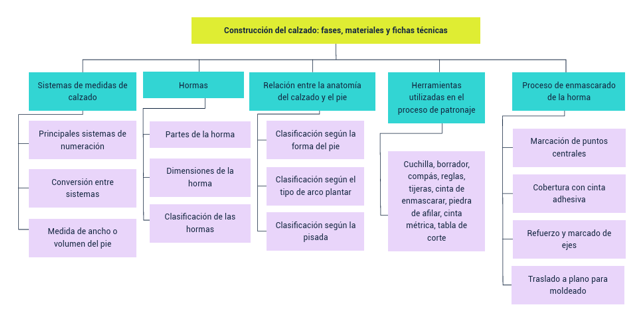 Construcción del calzado: fases, materiales y fichas técnicas
Sistemas de medidas de
calzado
Principales sistemas de
numeración
Conversión entre
sistemas
Medida de ancho o
volumen del pie
Hormas
Partes de la horma
Dimensiones de la
horma
Clasificación de las
hormas
Relación entre la anatomía
del calzado y el pie
Clasificación según la
forma del pie
Clasificación según el
tipo de arco plantar
Clasificación según la
pisada
Herramientas
utilizadas en el
proceso de patronaje
Cuchilla, borrador,
compás, reglas,
tijeras, cinta de
enmascarar, piedra
de afilar, cinta
métrica, tabla de
corte
Proceso de enmascarado
de la horma
Marcación de puntos
centrales
Cobertura con cinta
adhesiva
Refuerzo y marcado de
ejes
Traslado a plano para
moldeado